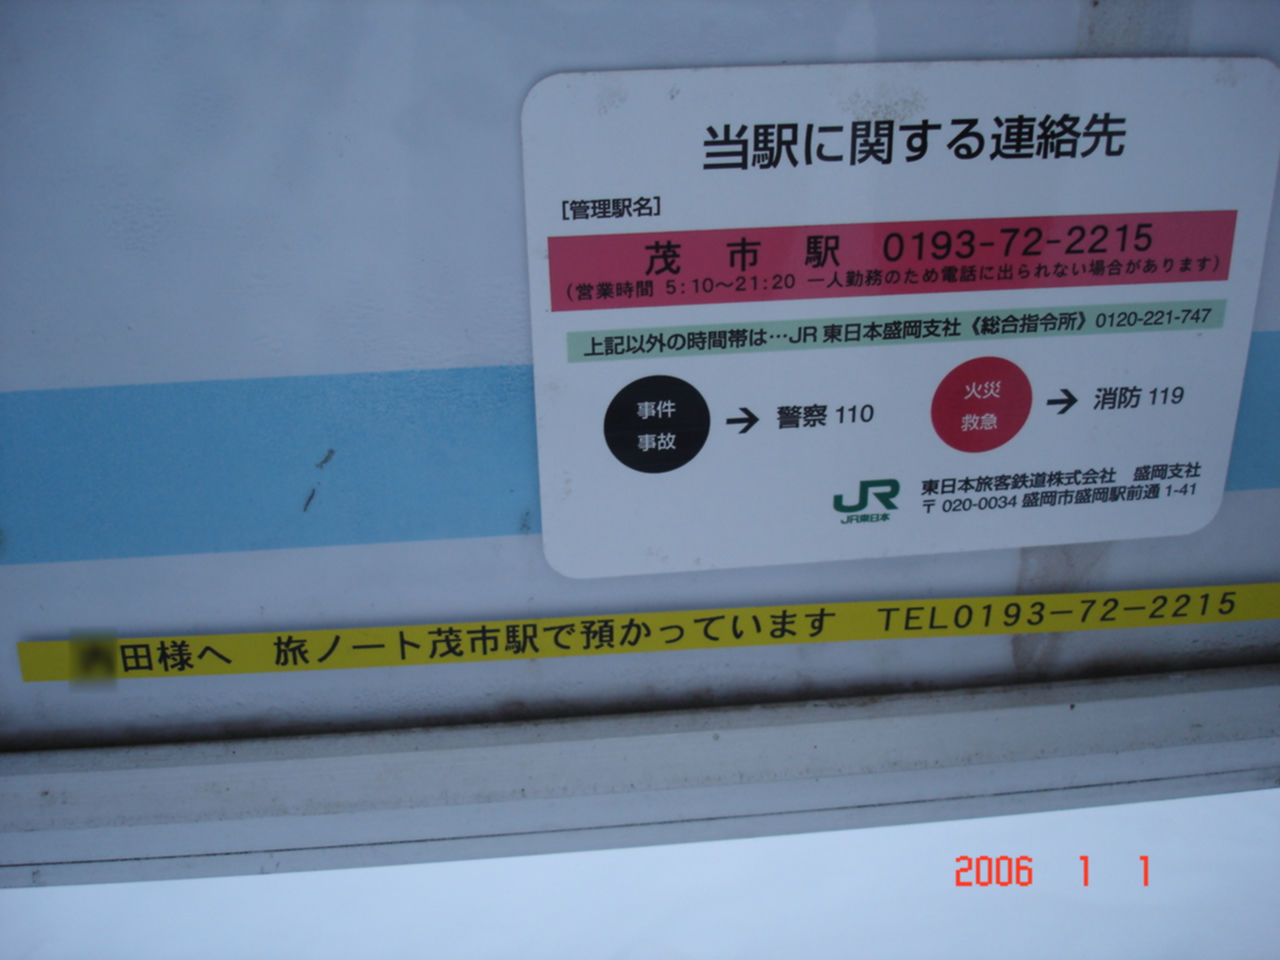 当駅に関する連絡先
[管理駅名]
茂市駅 0193-72-2215
(営業時間 5:10～21:20 一人勤務のため電話に出られない場合があります)
上記以外の時間帯は…JR東日本盛岡支社《総合指令所》0120-221-747
事件
事故
→ 警察 110
火災
救急
→ 消防 119
JR
JR東日本
東日本旅客鉄道株式会社 盛岡支社
〒020-0034 盛岡市盛岡駅前通 1-41
田様へ 旅ノート茂市駅で預かっています TEL0193-72-2215
2006 1 1